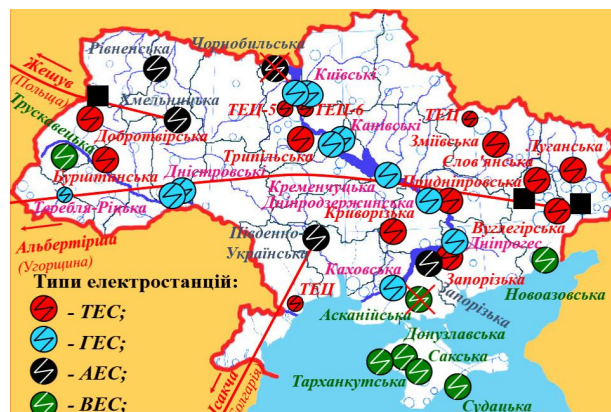 Рівненська
Чорнобильська
Жешув
(Польща)
Київські
Хмельницька
ТЕЦ-5
ТЕЦ-6
ТЕЦ
Трускавецька
Добротвірська
Канівські
Зміївська
Луганська
Трипільська
Слов'янська
Бурштинська
Дністровські
Кременчуцька
Придніпровська
Теребля-Ріцька
Дніпродзержинська
Криворізька
Вуглегірська
Альбертірша
(Угорщина)
Південно-
Українська
Дніпрогес
Каховська
Запорізька
Новоазовська
Типи електростанцій:
ТЕЦ
Запорізька
Асканійська
- ТЕС;
Донузлавська
- ГЕС;
Сакська
Тарханкутська
- АЕС;
Ісакча
Судацька
- ВЕС;